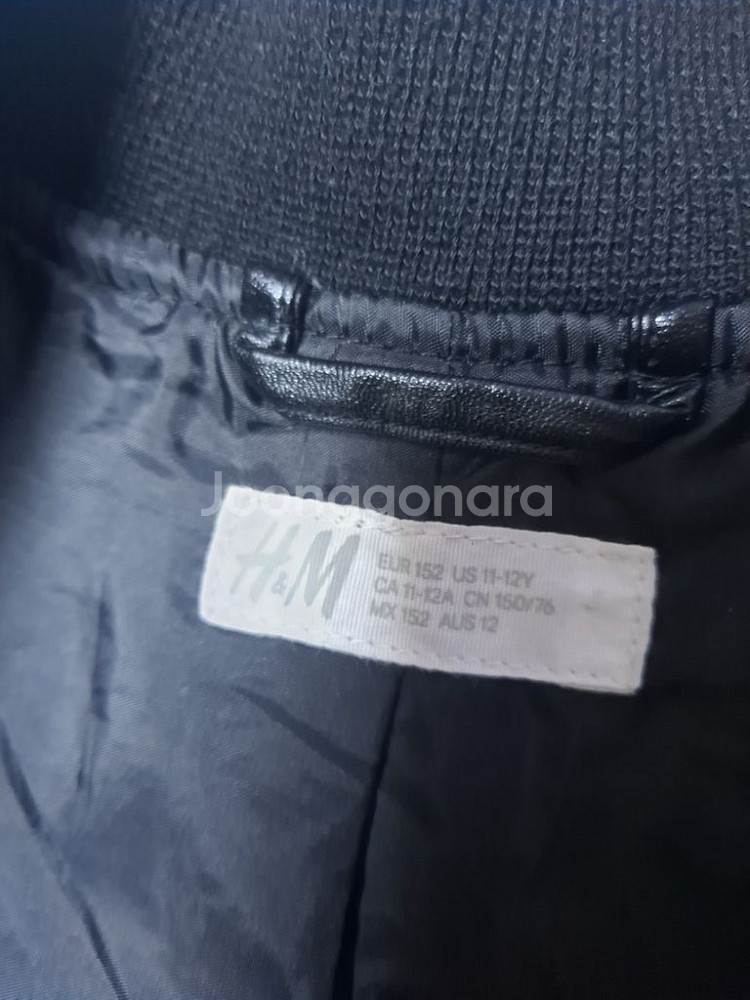 Joonggonara
H&M
EUR 152 US 11-12Y
CA 11-12A CN 150/76
MX 152 AUS 12